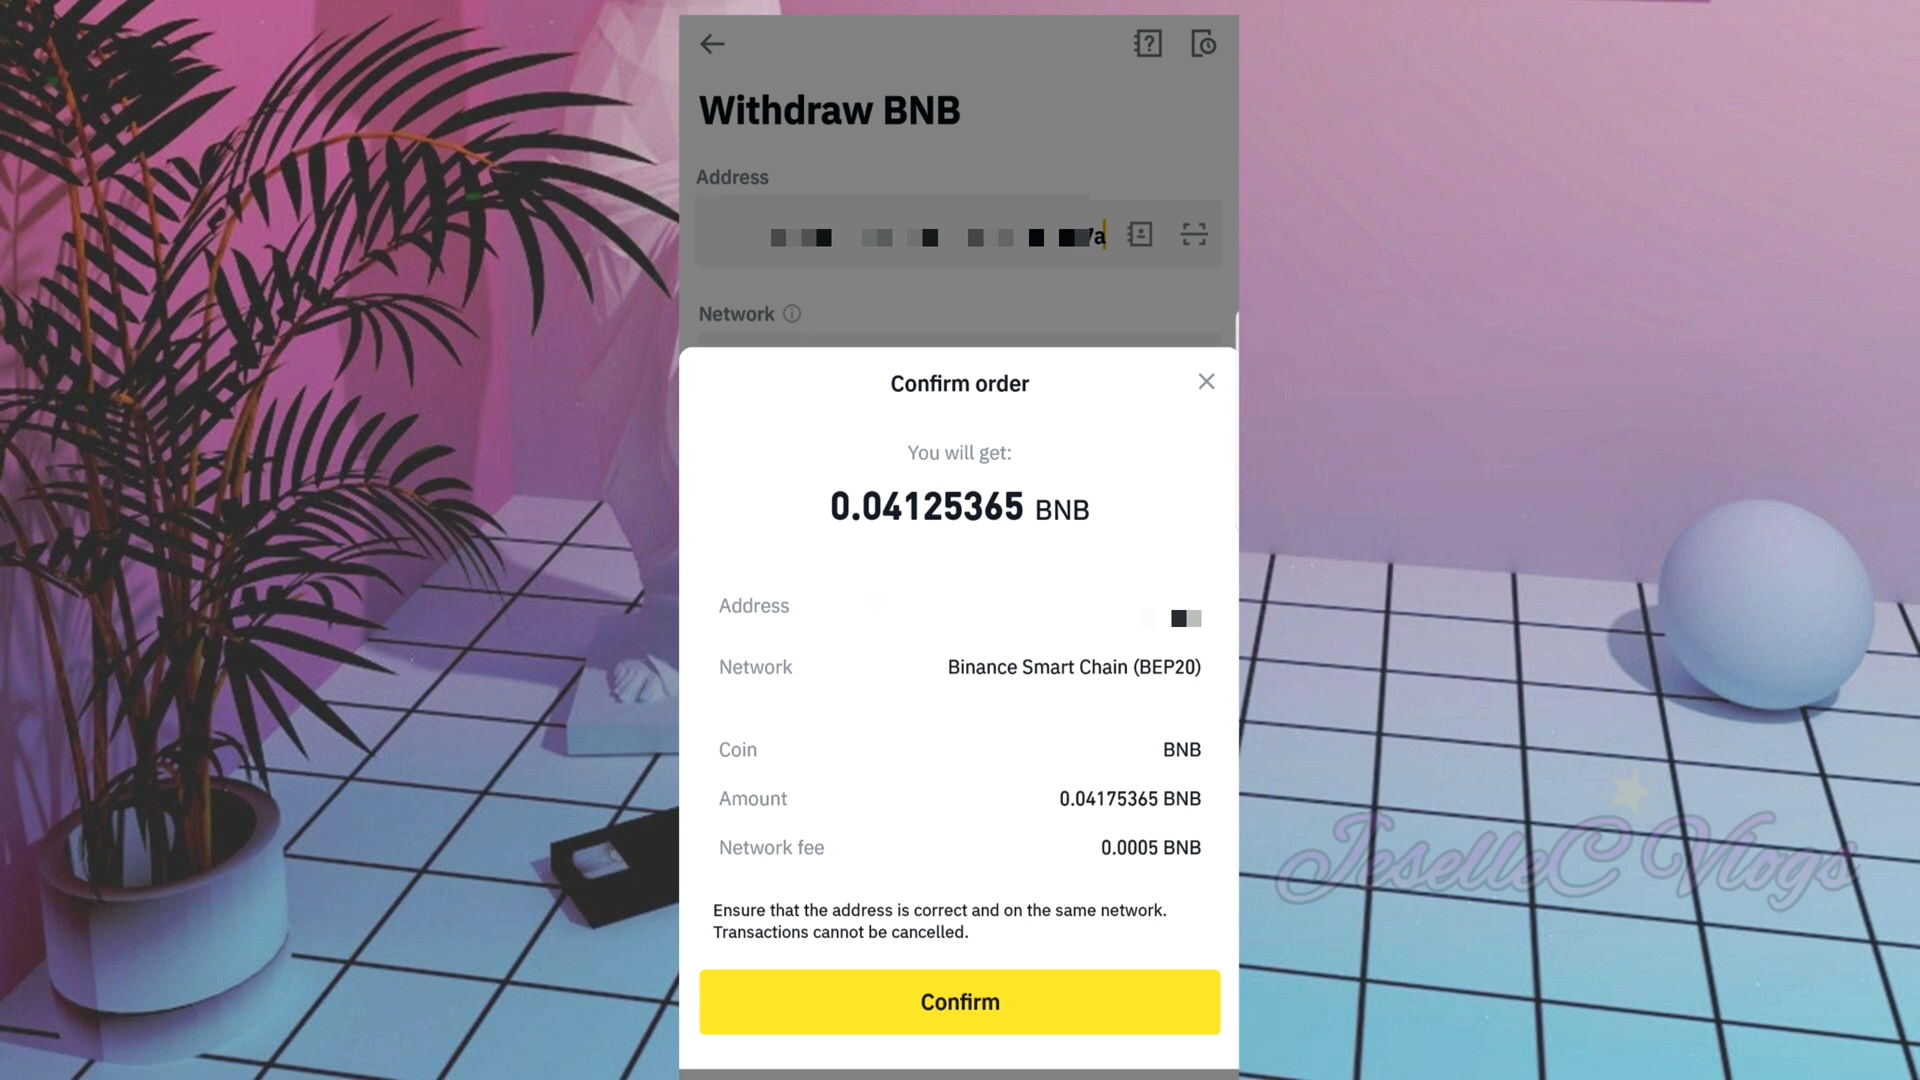 Withdraw BNB
Address
a
Network
Confirm order
You will get:
0.04125365 BNB
Address
Network Binance Smart Chain (BEP20)
Coin BNB
Amount 0.04175365 BNB
Network fee 0.0005 BNB
Ensure that the address is correct and on the same network.
Transactions cannot be cancelled.
Confirm
JeselleC Vlogs